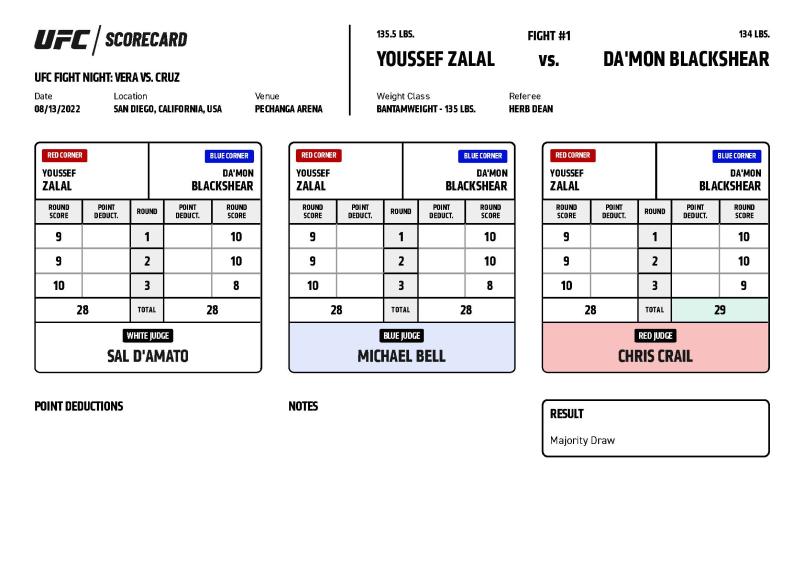 UFC / SCORECARD
UFC FIGHT NIGHT: VERA VS. CRUZ
Date Location Venue
08/13/2022 SAN DIEGO, CALIFORNIA, USA PECHANGA ARENA
135.5 LBS. FIGHT #1 134 LBS.
YOUSSEF ZALAL VS. DA'MON BLACKSHEAR
Weight Class Referee
BANTAMWEIGHT - 135 LBS. HERB DEAN
RED CORNER BLUE CORNER
YOUSSEF DA'MON
ZALAL BLACKSHEAR
ROUND SCORE POINT DEDUCT. ROUND POINT DEDUCT. ROUND SCORE
9 1 10
9 2 10
10 3 8
28 TOTAL 28
WHITE JUDGE
SAL D'AMATO
RED CORNER BLUE CORNER
YOUSSEF DA'MON
ZALAL BLACKSHEAR
ROUND SCORE POINT DEDUCT. ROUND POINT DEDUCT. ROUND SCORE
9 1 10
9 2 10
10 3 8
28 TOTAL 28
BLUE JUDGE
MICHAEL BELL
RED CORNER BLUE CORNER
YOUSSEF DA'MON
ZALAL BLACKSHEAR
ROUND SCORE POINT DEDUCT. ROUND POINT DEDUCT. ROUND SCORE
9 1 10
9 2 10
10 3 9
28 TOTAL 29
RED JUDGE
CHRIS CRAIL
POINT DEDUCTIONS
NOTES
RESULT
Majority Draw